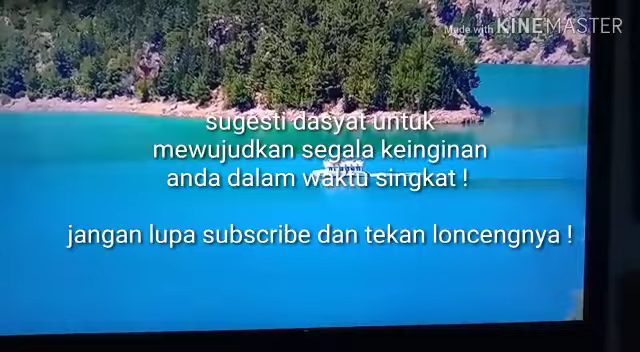 Made with KINEMASTER
sugesti dasyat untuk
mewujudkan segala keinginan
anda dalam waktu singkat !
jangan lupa subscribe dan tekan loncengnya !